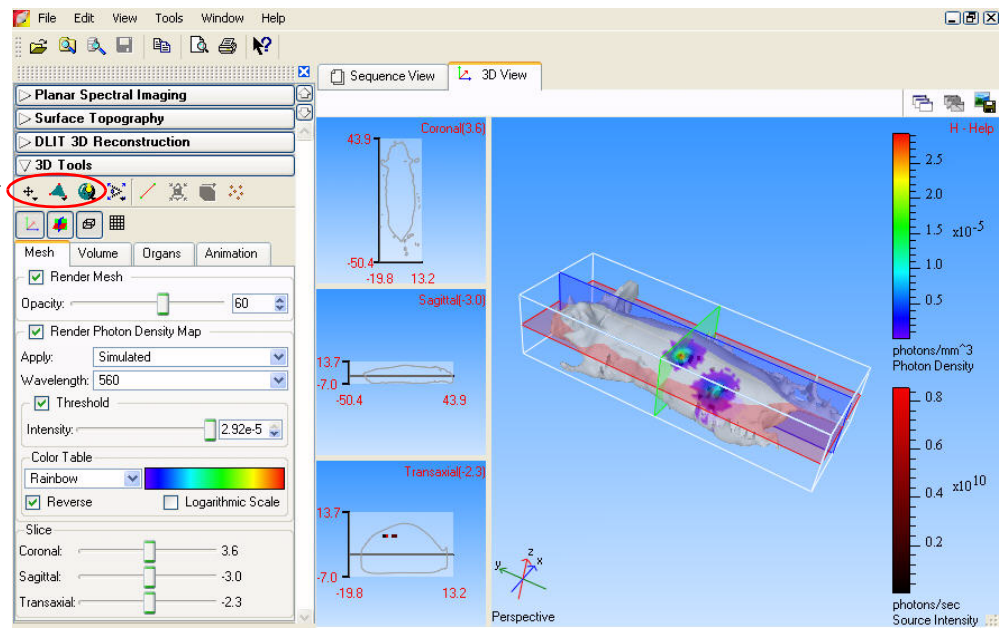 File Edit View Tools Window Help
Planar Spectral Imaging
Surface Topography
DLIT 3D Reconstruction
3D Tools
Mesh Volume Organs Animation
Render Mesh
Opacity: 60
Render Photon Density Map
Apply: Simulated
Wavelength: 560
Threshold
Intensity: 2.92e-5
Color Table
Rainbow
Reverse Logarithmic Scale
Slice
Coronal: 3.6
Sagittal: -3.0
Transaxial: -2.3
Sequence View 3D View
Coronal(3.6)
43.9
-50.4
-19.8 13.2
Sagittal(-3.0)
13.7
-7.0
-50.4 43.9
Transaxial(-2.3)
13.7
-7.0
-19.8 13.2
H - Help
2.5
2.0
1.5 x10-5
1.0
0.5
photons/mm^3
Photon Density
0.8
0.6
0.4 x10 10
0.2
photons/sec
Source Intensity
z
y x
Perspective